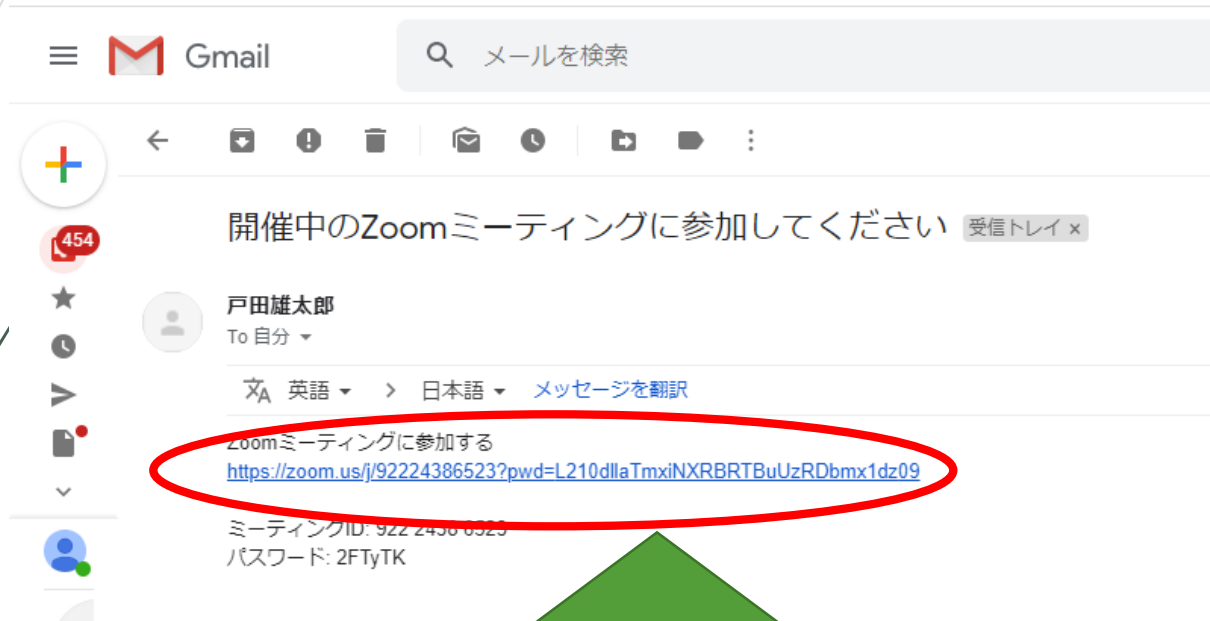 Gmail
メールを検索
開催中のZoomミーティングに参加してください 受信トレイ x
454
戸田雄太郎
To 自分
英語 > 日本語 メッセージを翻訳
Zoomミーティングに参加する
https://zoom.us/j/92224386523?pwd=L210dllaTmxiNXRBRTBuUzRDbmx1dz09
ミーティングID: 922 2438 6523
パスワード: 2FTyTK